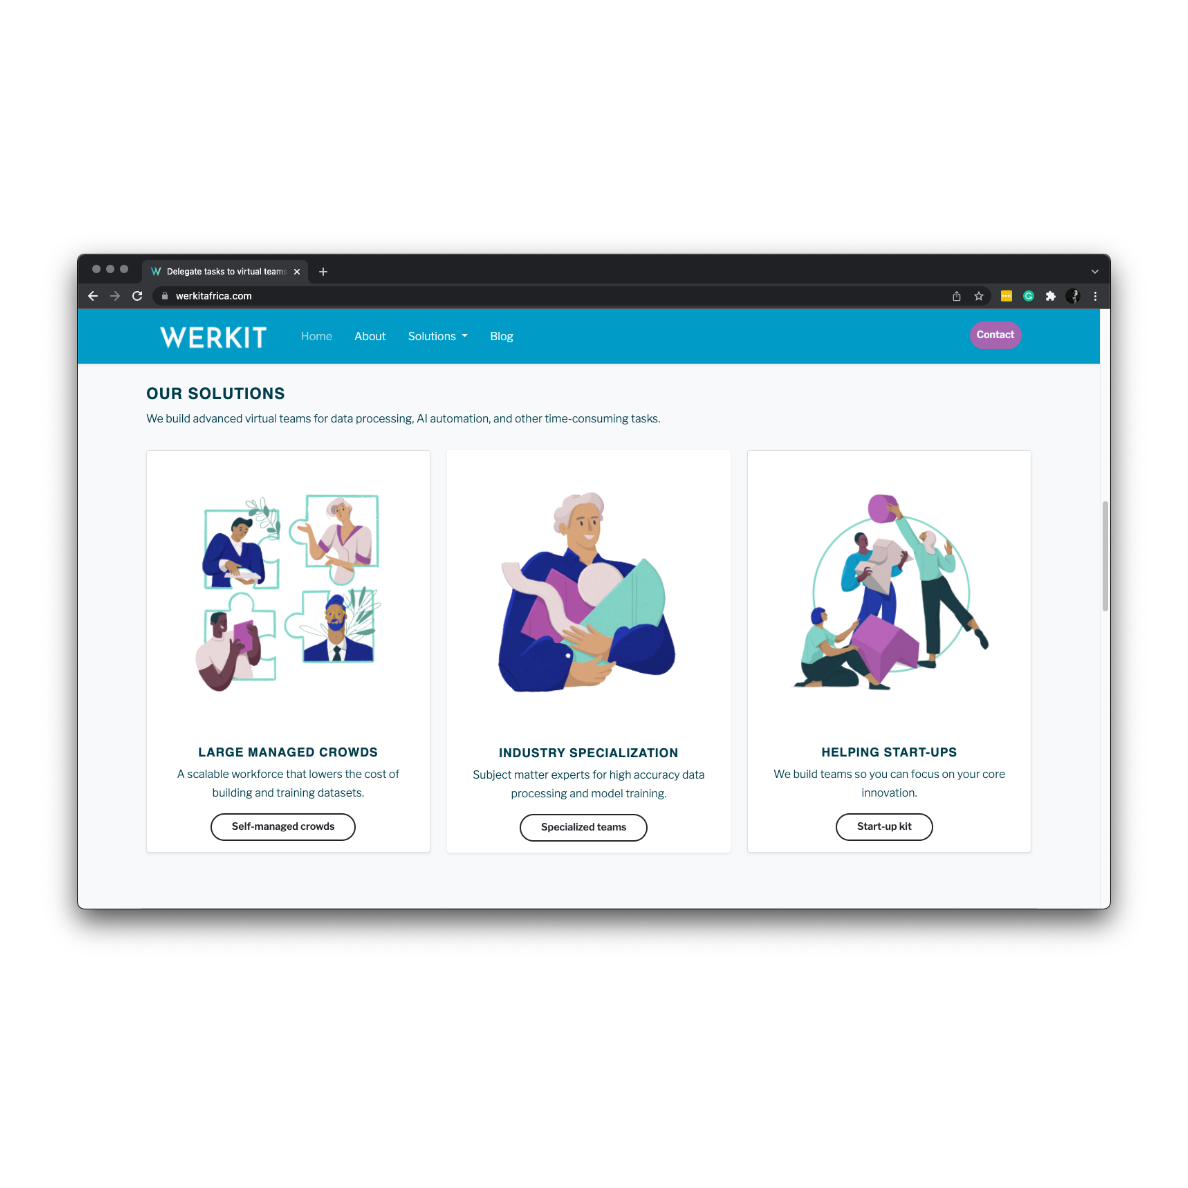 Delegate tasks to virtual teams
werkitafrica.com
WERKIT
Home
About
Solutions
Blog
Contact
OUR SOLUTIONS
We build advanced virtual teams for data processing, AI automation, and other time-consuming tasks.
LARGE MANAGED CROWDS
A scalable workforce that lowers the cost of
building and training datasets.
Self-managed crowds
INDUSTRY SPECIALIZATION
Subject matter experts for high accuracy data
processing and model training.
Specialized teams
HELPING START-UPS
We build teams so you can focus on your core
innovation.
Start-up kit